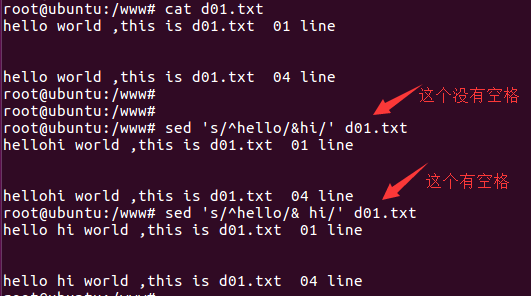 root@ubuntu:/www# cat d01.txt
hello world ,this is d01.txt  01 line
hello world ,this is d01.txt  04 line
root@ubuntu:/www#
root@ubuntu:/www#
这个没有空格
root@ubuntu:/www# sed 's/^hello/&hi/' d01.txt
hellohi world ,this is d01.txt  01 line
这个有空格
hellohi world ,this is d01.txt  04 line
root@ubuntu:/www# sed 's/^hello/& hi/' d01.txt
hello hi world ,this is d01.txt  01 line
hello hi world ,this is d01.txt  04 line